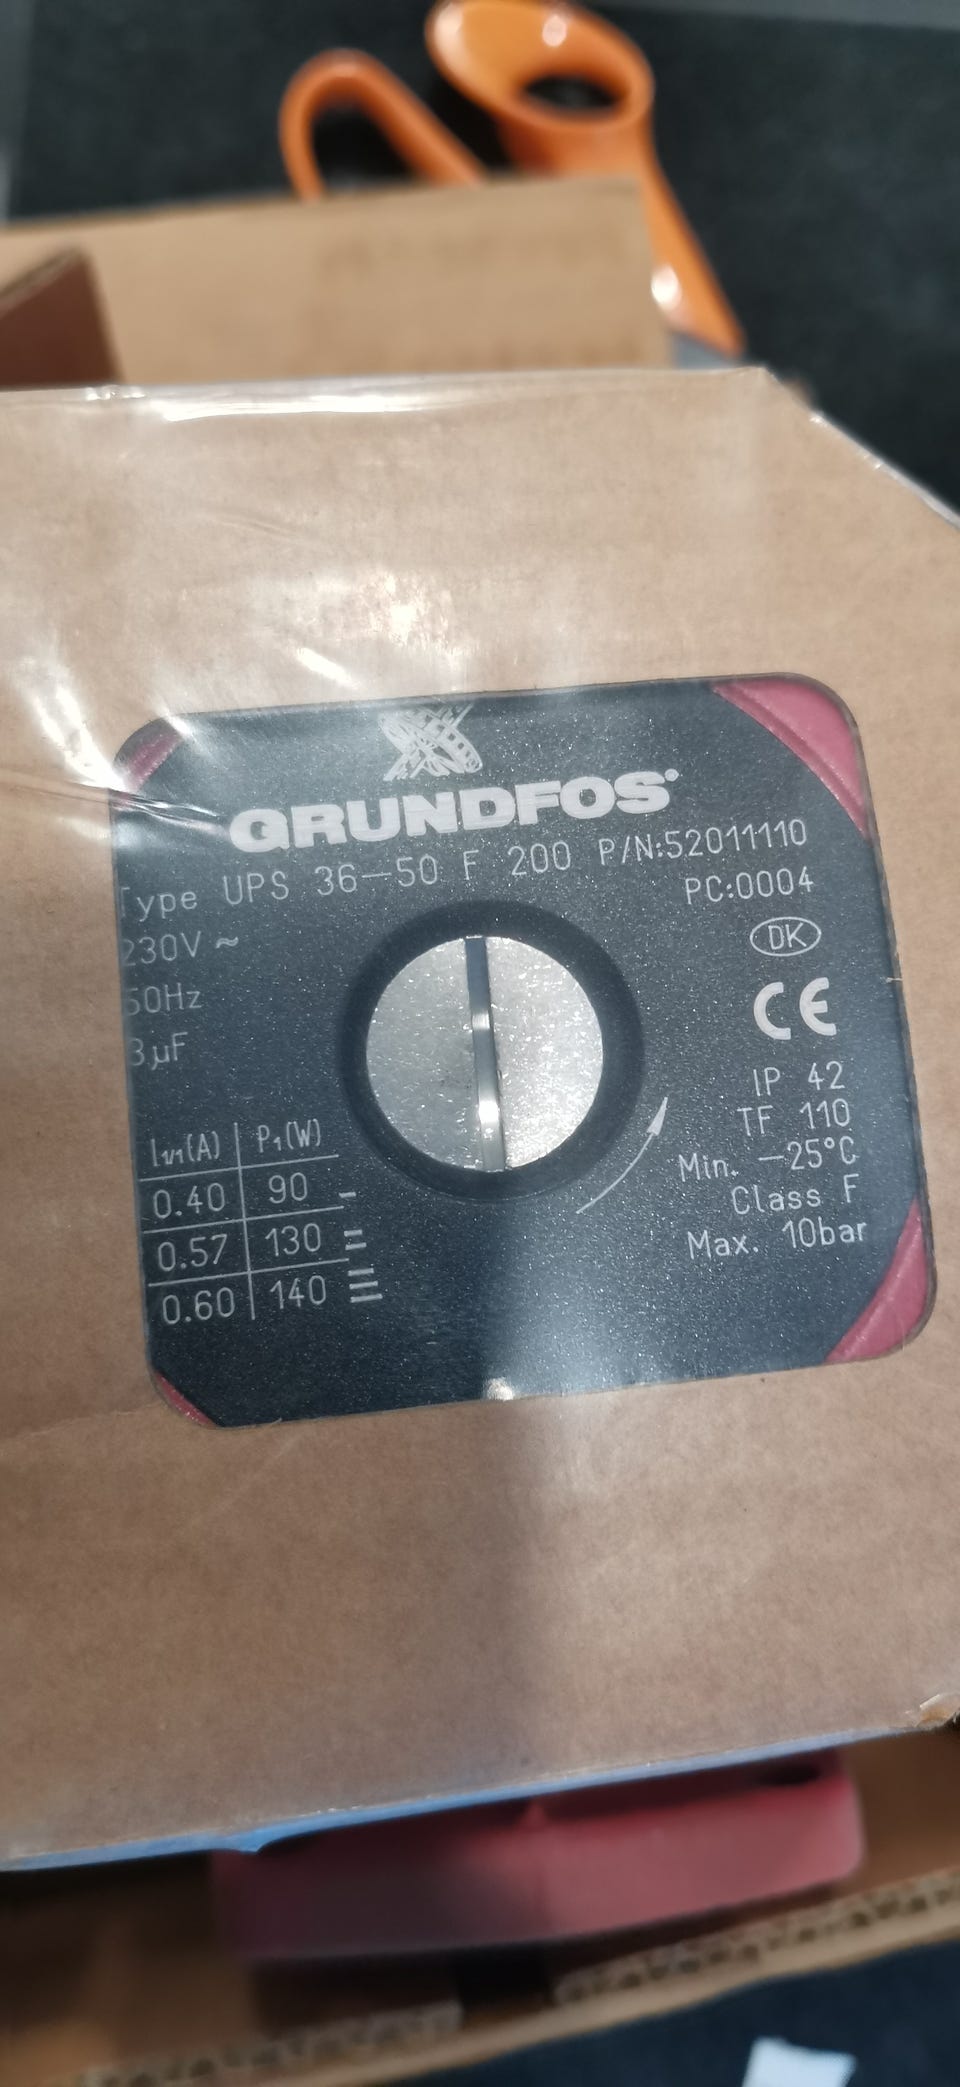 GRUNDFOS
Type UPS 36-50 F 200 P/N:52011110
PC:0004
230V ~
DK
50Hz
CE
3µF
IP 42
TF 110
Min. -25°C
Class F
Max. 10bar
I1/1(A) P1(W)
0.40 90
0.57 130
0.60 140